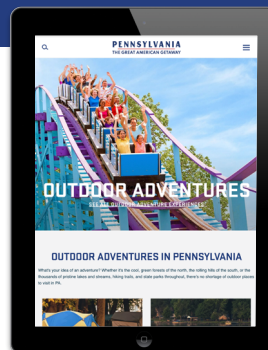 PENNSYLVANIA
THE GREAT AMERICAN GETAWAY
OUTDOOR ADVENTURES
SEE ALL OUTDOOR ADVENTURE EXPERIENCES
OUTDOOR ADVENTURES IN PENNSYLVANIA
What's your idea of an adventure? Whether it's the cool, green forests of the north, the rolling hills of the south, or the
thousands of pristine lakes and streams, hiking trails, and state parks throughout, there's no shortage of outdoor places
to visit in PA.